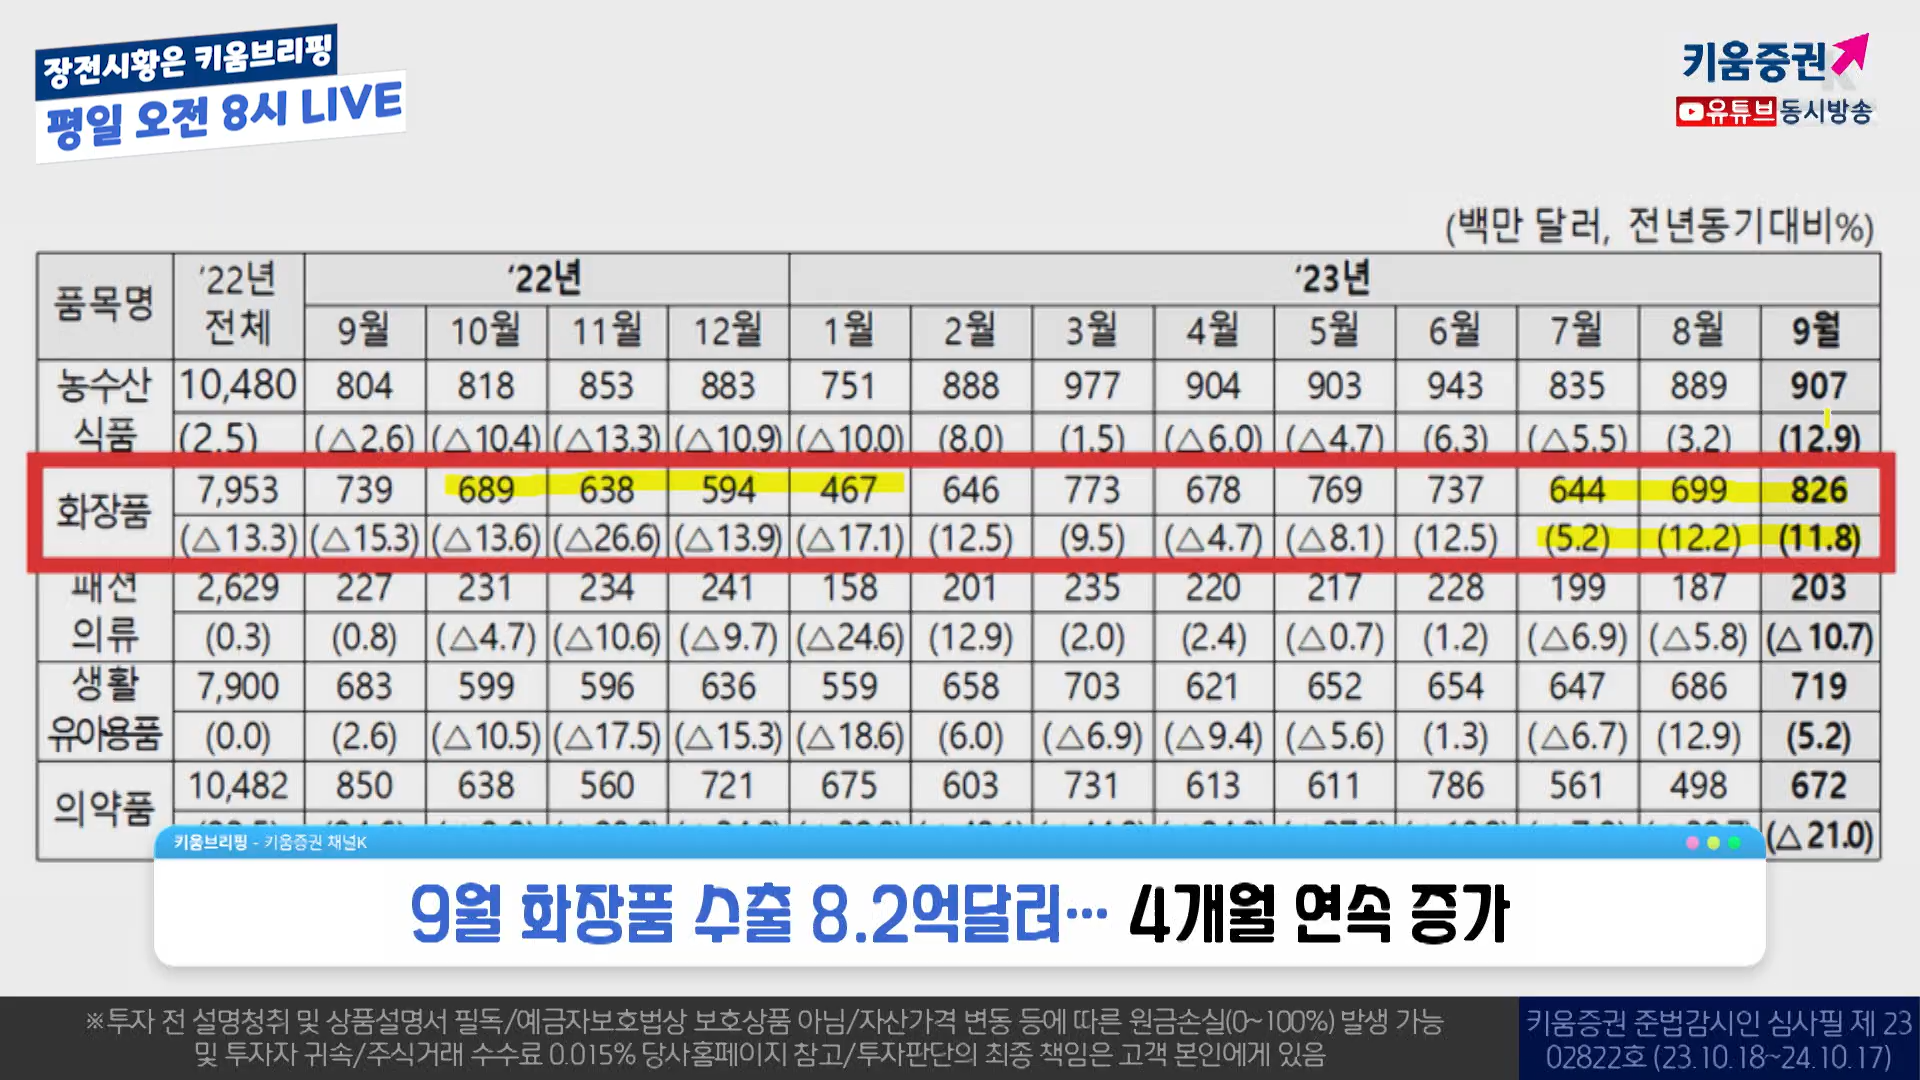 장전시황은 키움브리핑
평일 오전 8시 LIVE
키움증권
유튜브 동시방송
(백만 달러, 전년동기대비%)
품목명 '22년 전체 '22년 '23년
9월 10월 11월 12월 1월 2월 3월 4월 5월 6월 7월 8월 9월
농수산 10,480 804 818 853 883 751 888 977 904 903 943 835 889 907
식품 (2.5) (△2.6) (△10.4) (△13.3) (△10.9) (△10.0) (8.0) (1.5) (△6.0) (△4.7) (6.3) (△5.5) (3.2) (12.9)
화장품 7,953 739 689 638 594 467 646 773 678 769 737 644 699 826
(△13.3) (△15.3) (△13.6) (△26.6) (△13.9) (△17.1) (12.5) (9.5) (△4.7) (△8.1) (12.5) (5.2) (12.2) (11.8)
패션 2,629 227 231 234 241 158 201 235 220 217 228 199 187 203
의류 (0.3) (0.8) (△4.7) (△10.6) (△9.7) (△24.6) (12.9) (2.0) (2.4) (△0.7) (1.2) (△6.9) (△5.8) (△10.7)
생활 7,900 683 599 596 636 559 658 703 621 652 654 647 686 719
유아용품 (0.0) (2.6) (△10.5) (△17.5) (△15.3) (△18.6) (6.0) (△6.9) (△9.4) (△5.6) (1.3) (△6.7) (12.9) (5.2)
의약품 10,482 850 638 560 721 675 603 731 613 611 786 561 498 672
(△21.0)
키움브리핑 - 키움증권 채널K
9월 화장품 수출 8.2억달러… 4개월 연속 증가
※투자 전 설명청취 및 상품설명서 필독/예금자보호법상 보호상품 아님/자산가격 변동 등에 따른 원금손실(0~100%) 발생 가능
및 투자자 귀속/주식거래 수수료 0.015% 당사홈페이지 참고/투자판단의 최종 책임은 고객 본인에게 있음
키움증권 준법감시인 심사필 제 23
02822호 (23.10.18~24.10.17)